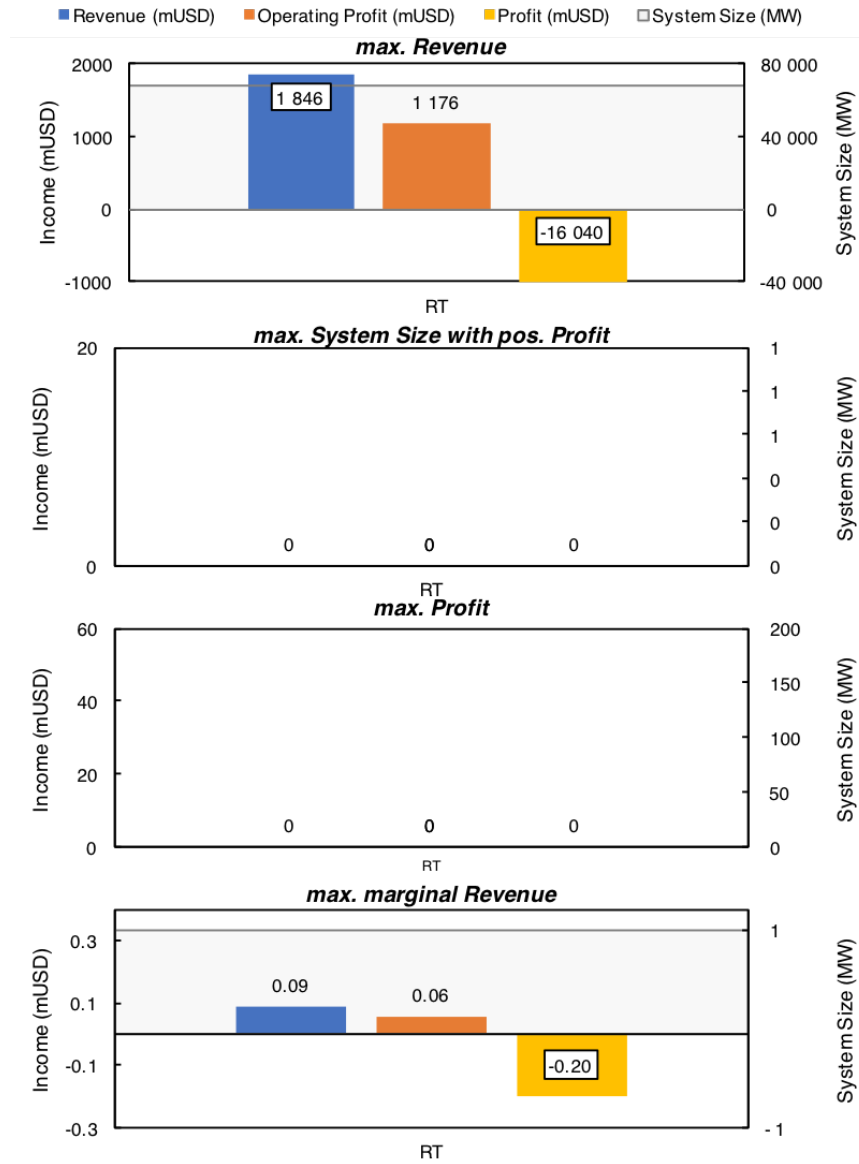 Revenue (mUSD) Operating Profit (mUSD) Profit (mUSD) System Size (MW)
max. Revenue
2000 80 000
1 846 1 176
1000 40 000
0 0
-16 040
-1000 -40 000
Income (mUSD) System Size (MW)
RT
max. System Size with pos. Profit
20 1
1
1
0
0
0 0 0 0 0
Income (mUSD) System Size (MW)
RT
max. Profit
60 200
150
40
100
20
50
0 0 0
0 0
Income (mUSD) System Size (MW)
RT
max. marginal Revenue
0.3 1
0.09 0.06
0.1
-0.1 -0.20
-0.3 -1
Income (mUSD) System Size (MW)
RT